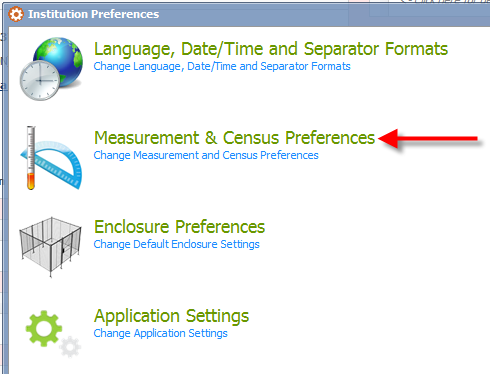 Institution Preferences
Language, Date/Time and Separator Formats
Change Language, Date/Time and Separator Formats
Measurement & Census Preferences
Change Measurement and Census Preferences
Enclosure Preferences
Change Default Enclosure Settings
Application Settings
Change Application Settings